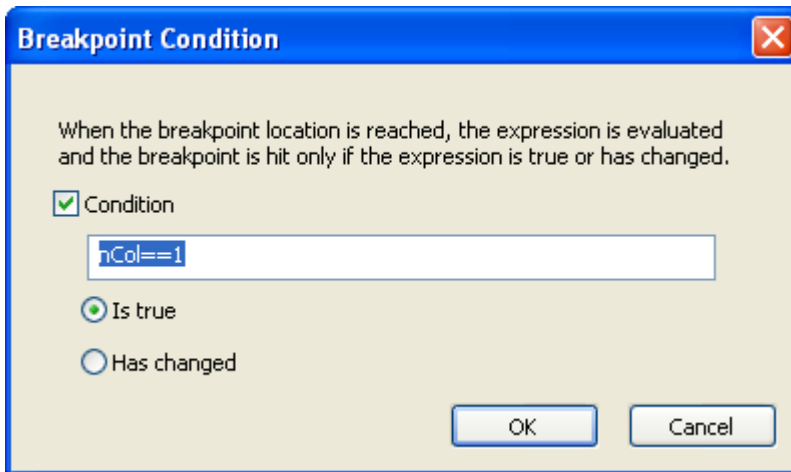 Breakpoint Condition
When the breakpoint location is reached, the expression is evaluated
and the breakpoint is hit only if the expression is true or has changed.
Condition
nCol==1
Is true
Has changed
OK Cancel